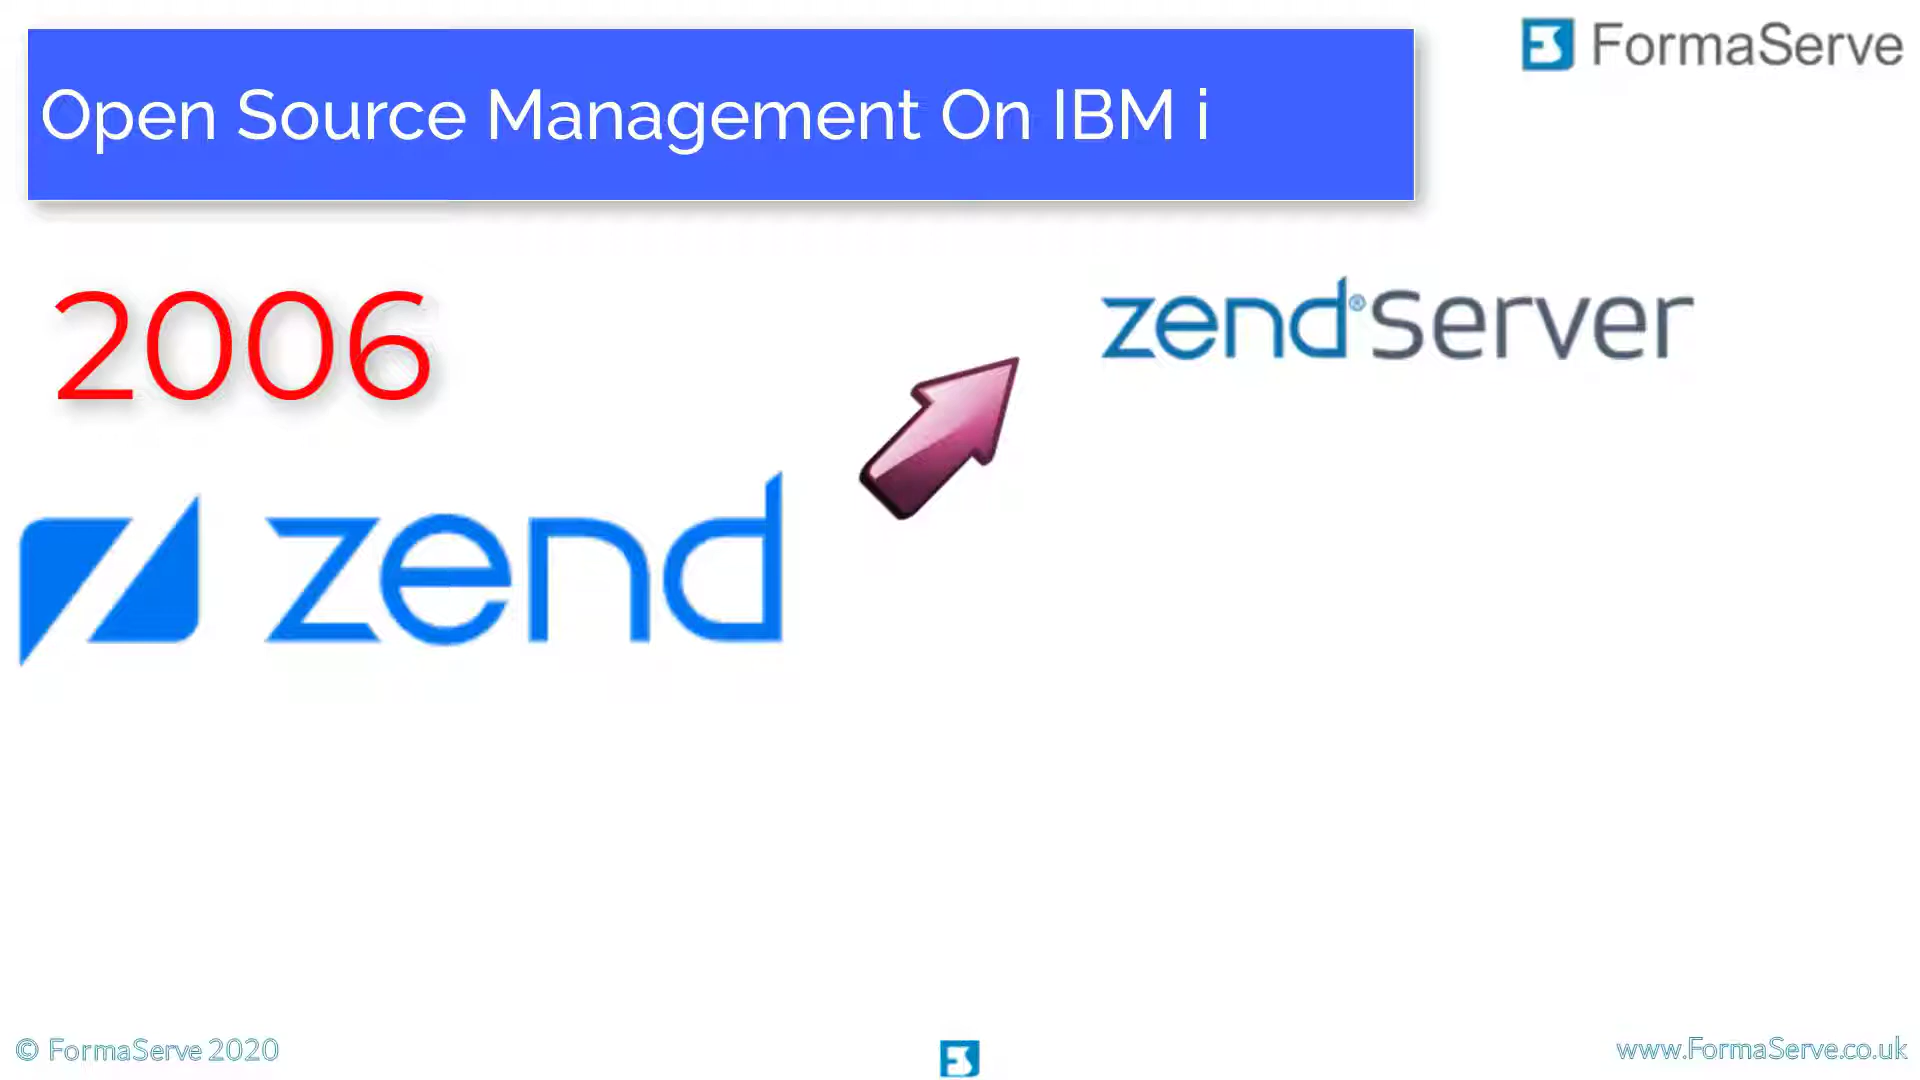 FormaServe
Open Source Management On IBM i
2006
zend®Server
zend
© FormaServe 2020
www.FormaServe.co.uk